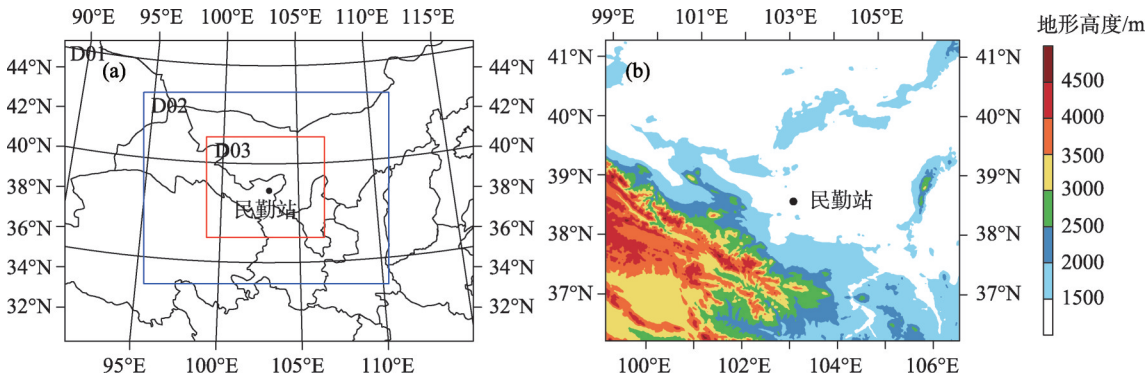 90°E 95°E 100°E 105°E 110°E 115°E
99°E 101°E 103°E 105°E
地形高度/m
D01
(a)
(b)
44°N 44°N
42°N 42°N
40°N 40°N
38°N 38°N
36°N 36°N
34°N 34°N
32°N 32°N
D02
D03
民勤站
95°E 100°E 105°E 110°E
41°N 41°N
40°N 40°N
39°N 39°N
38°N 38°N
37°N 37°N
民勤站
100°E 102°E 104°E 106°E
4500
4000
3500
3000
2500
2000
1500